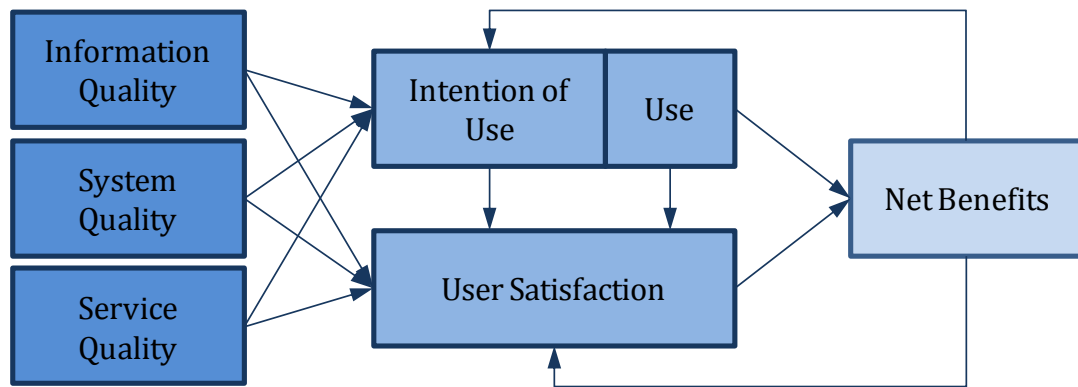 Information
Quality
System
Quality
Service
Quality
Intention of
Use
Use
User Satisfaction
Net Benefits